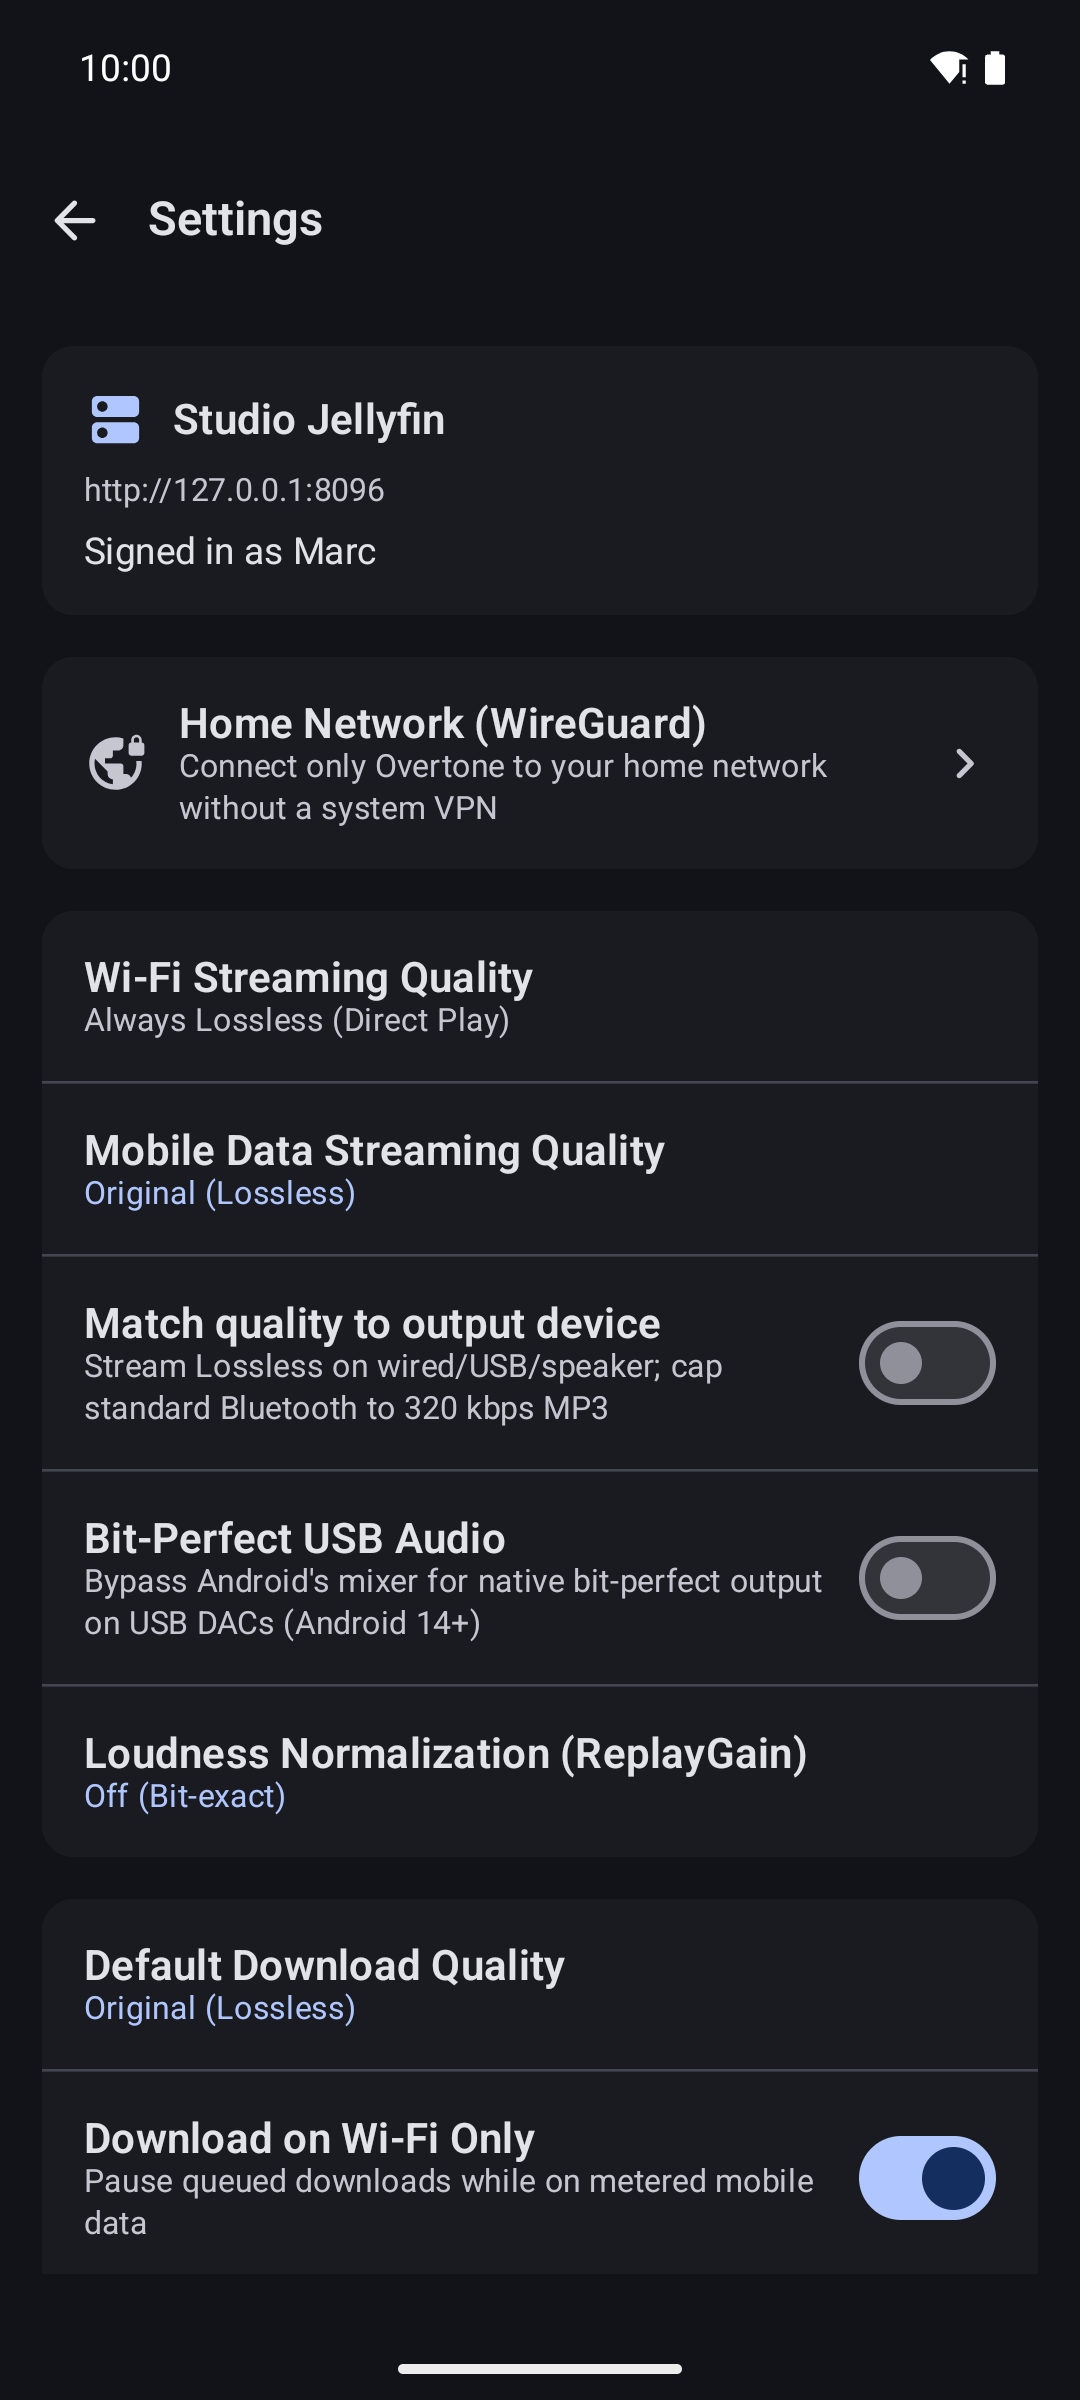 10:00
Settings
Studio Jellyfin
http://127.0.0.1:8096
Signed in as Marc
Home Network (WireGuard)
Connect only Overtone to your home network
without a system VPN
Wi-Fi Streaming Quality
Always Lossless (Direct Play)
Mobile Data Streaming Quality
Original (Lossless)
Match quality to output device
Stream Lossless on wired/USB/speaker; cap
standard Bluetooth to 320 kbps MP3
Bit-Perfect USB Audio
Bypass Android's mixer for native bit-perfect output
on USB DACs (Android 14+)
Loudness Normalization (ReplayGain)
Off (Bit-exact)
Default Download Quality
Original (Lossless)
Download on Wi-Fi Only
Pause queued downloads while on metered mobile
data